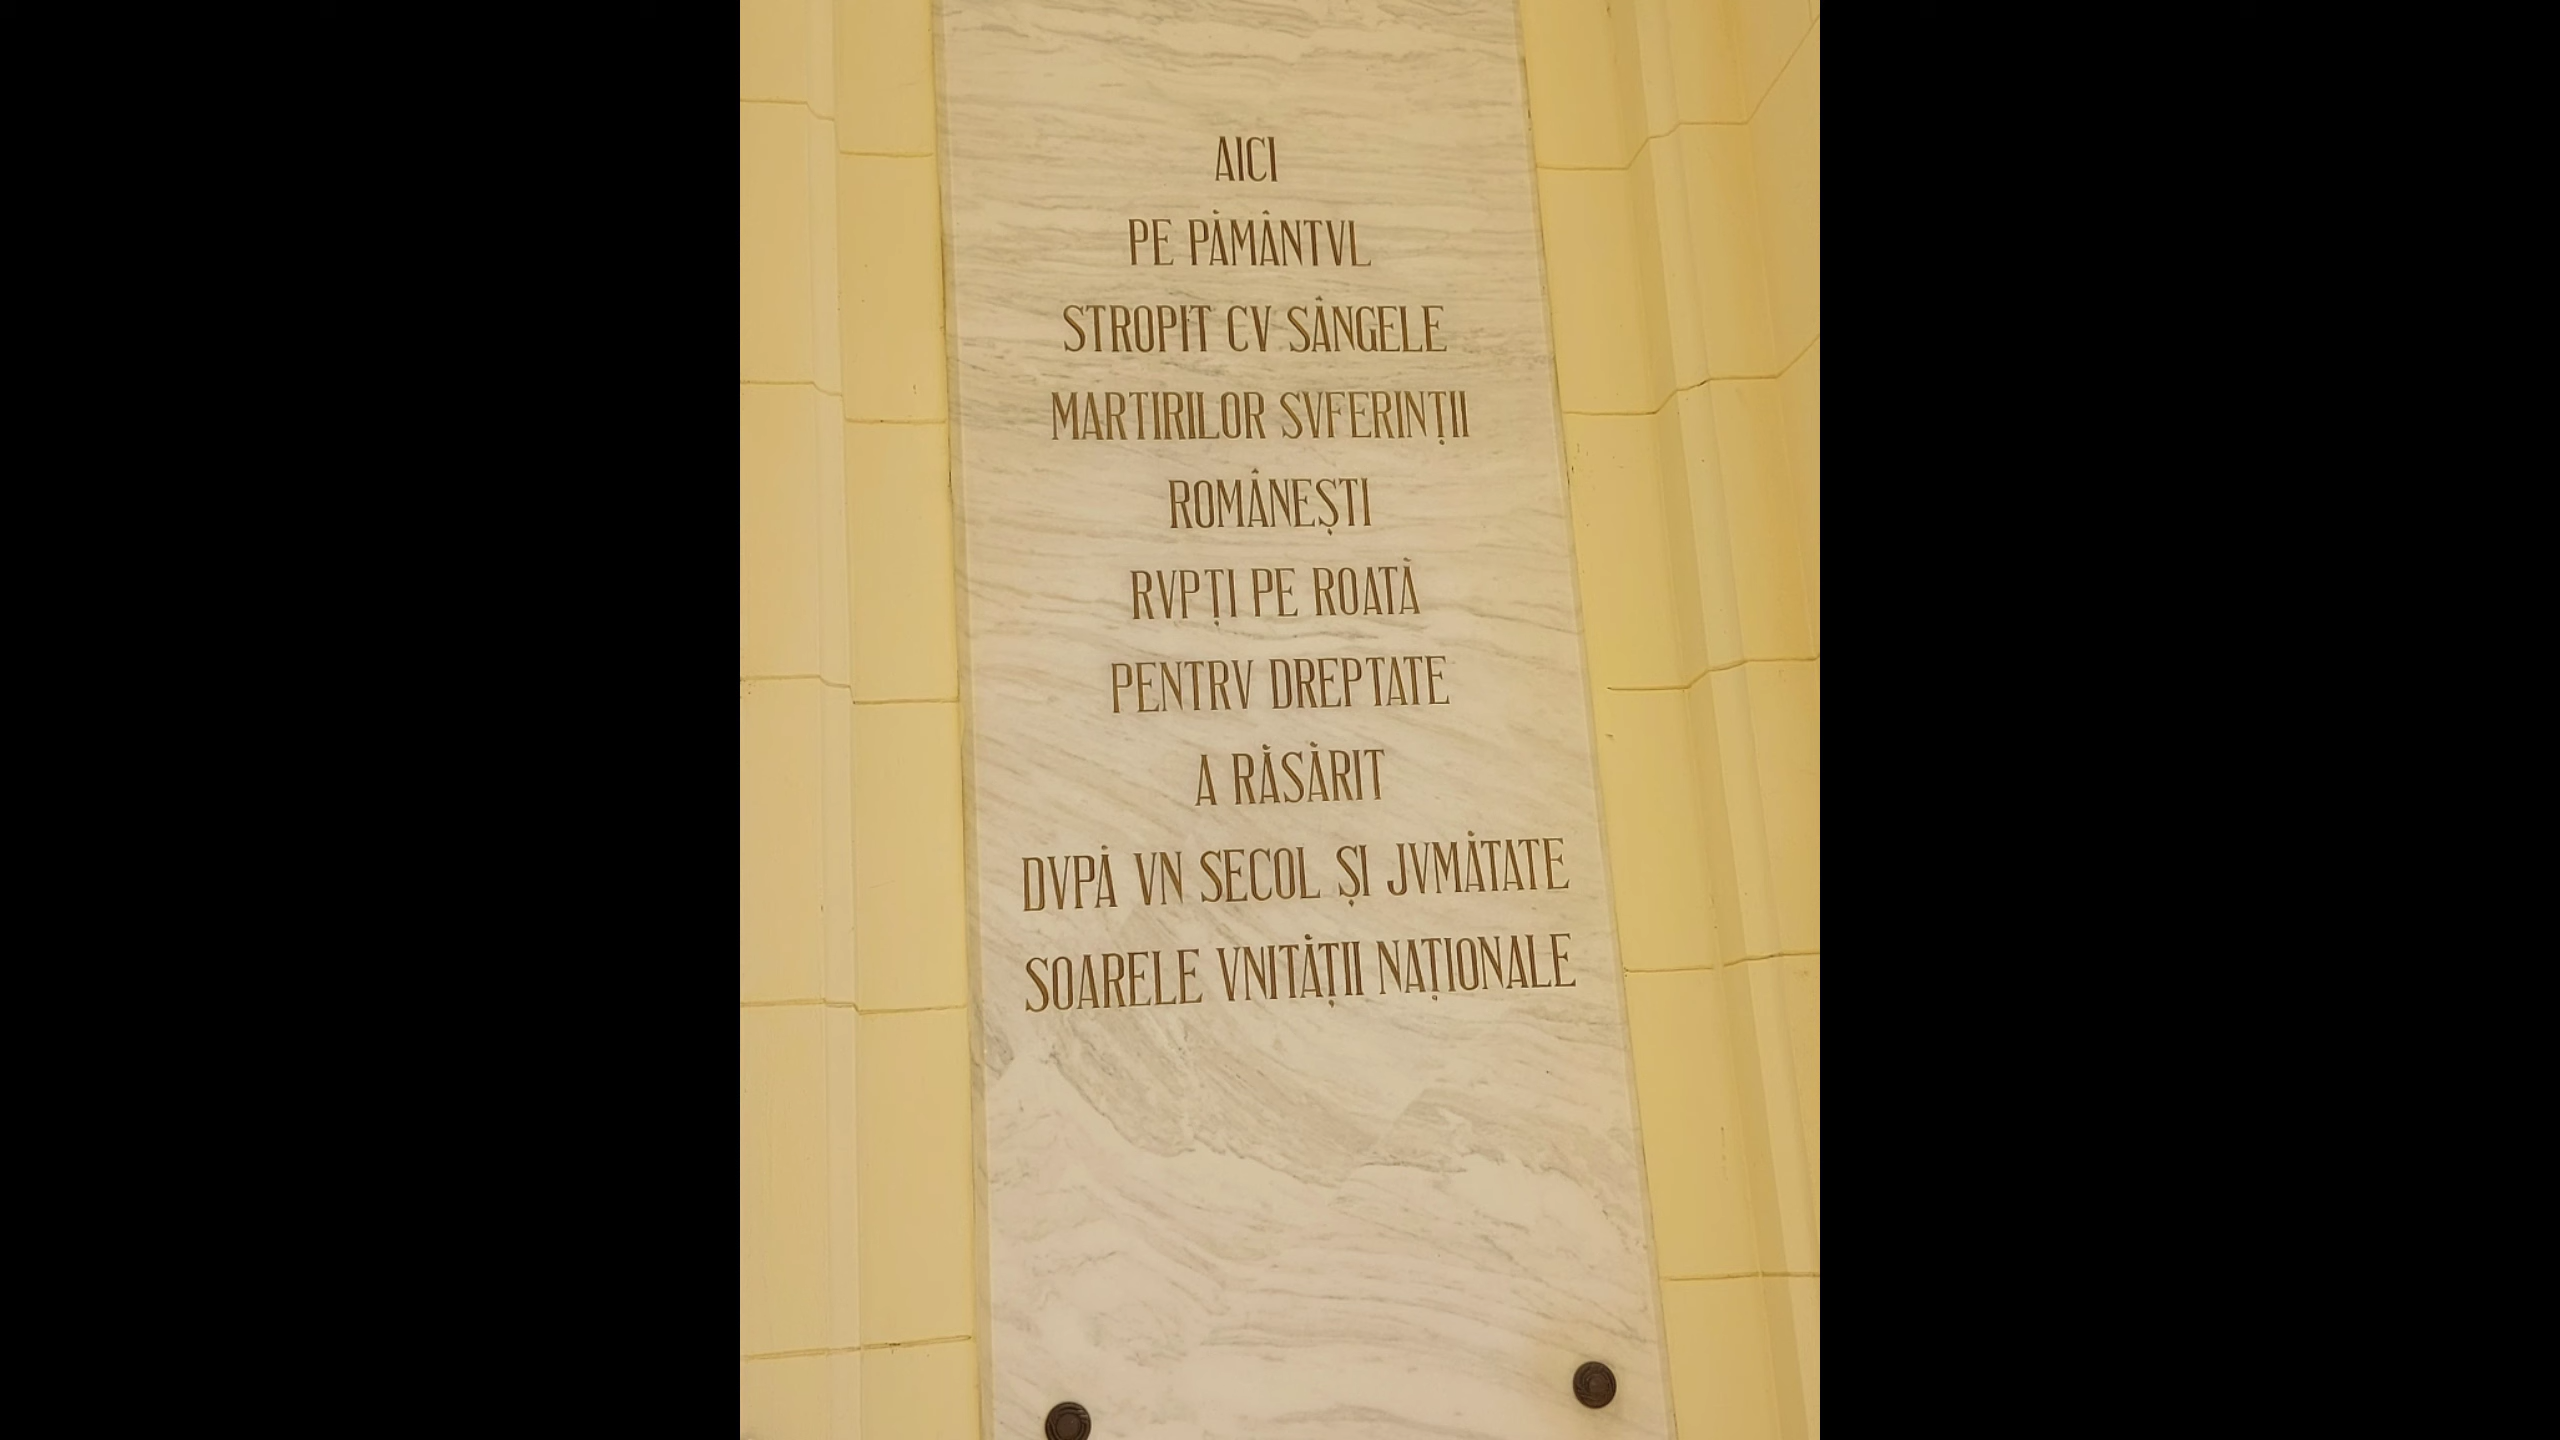 AICI
PE PĂMÂNTVL
STROPIT CV SÂNGELE
MARTIRILOR SVFERINȚII
ROMÂNEȘTI
RVPȚI PE ROATĂ
PENTRV DREPTATE
A RĂSĂRIT
DVPĂ VN SECOL ȘI JVMĂTATE
SOARELE VNITĂȚII NAȚIONALE